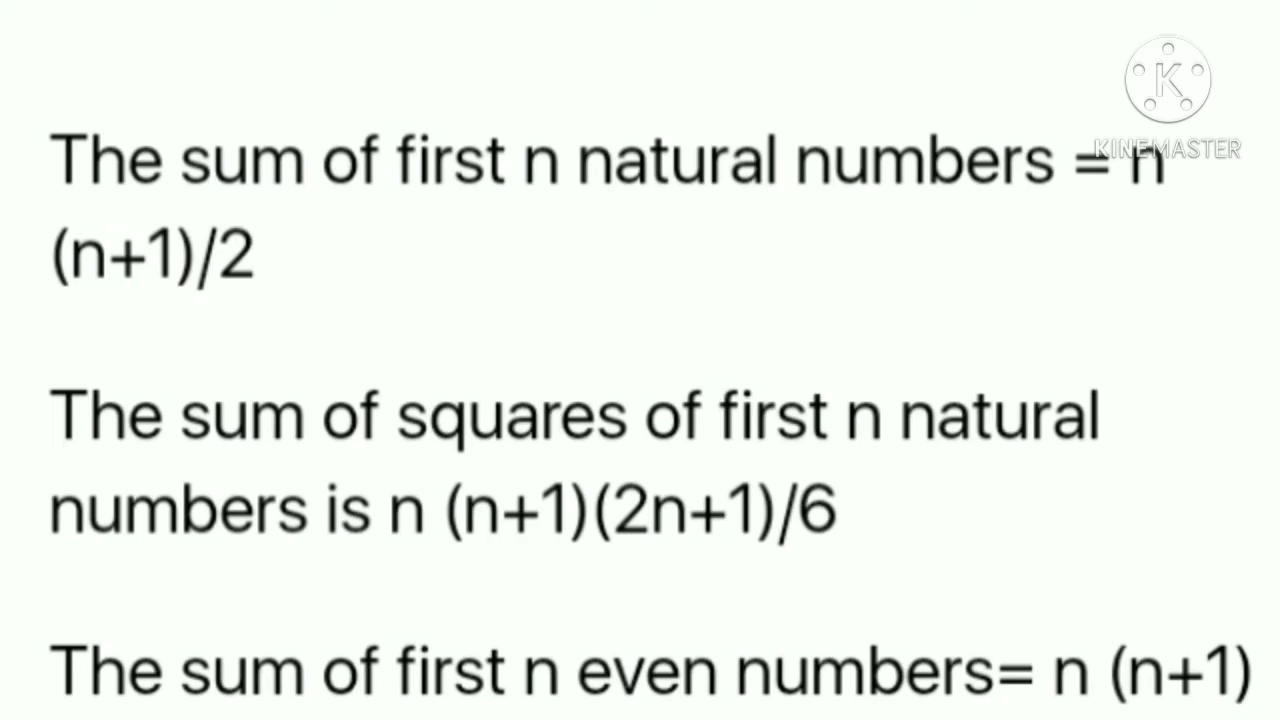 K
KINEMASTER
The sum of first n natural numbers = n
(n+1)/2
The sum of squares of first n natural
numbers is n (n+1)(2n+1)/6
The sum of first n even numbers= n (n+1)